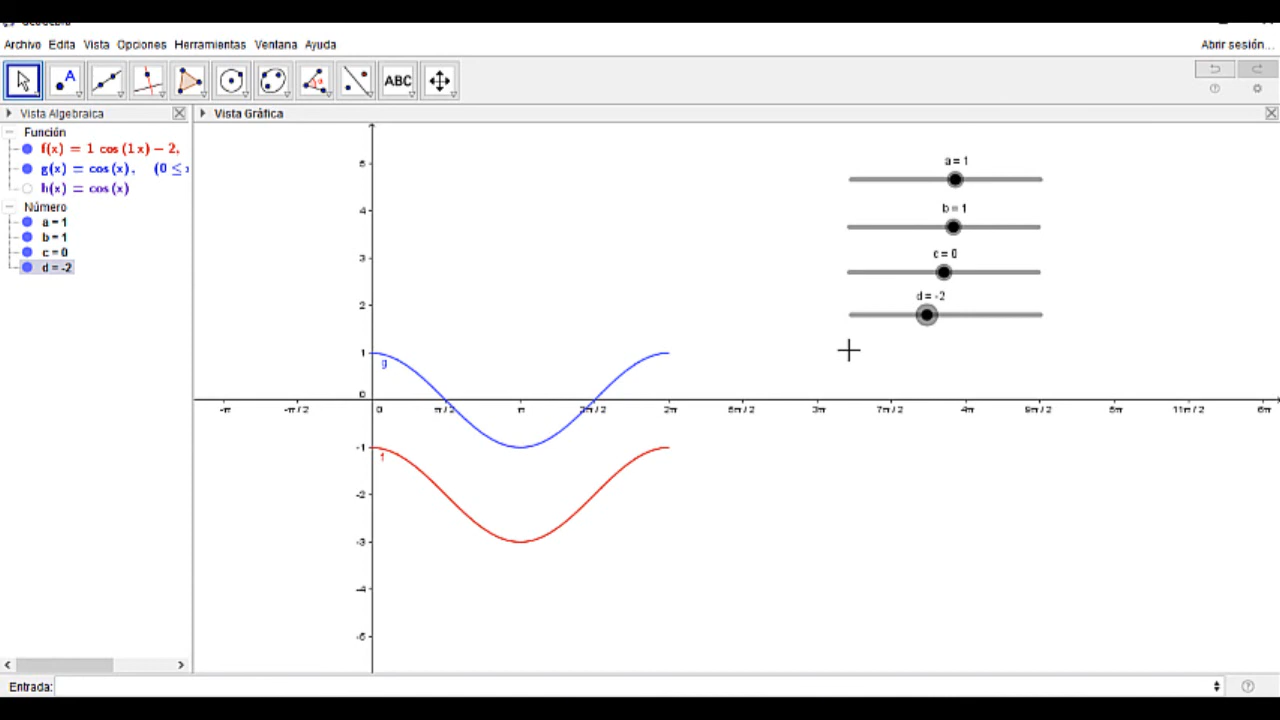 Archivo Edita Vista Opciones Herramientas Ventana Ayuda Abrir sesión...
A ABC
Vista Algebraica
Vista Gráfica
Función
f(x) = 1 cos (1 x) − 2,
g(x) = cos (x), (0 ≤
h(x) = cos (x)
Número
a = 1
b = 1
c = 0
d = -2
a = 1
b = 1
c = 0
d = -2
5
4
3
2
1
0
g
-π -π / 2 0 π / 2 π 3π / 2 2π 5π / 2 3π 7π / 2 4π 9π / 2 5π 11π / 2 6π
-1
f
-2
-3
-4
-5
Entrada: